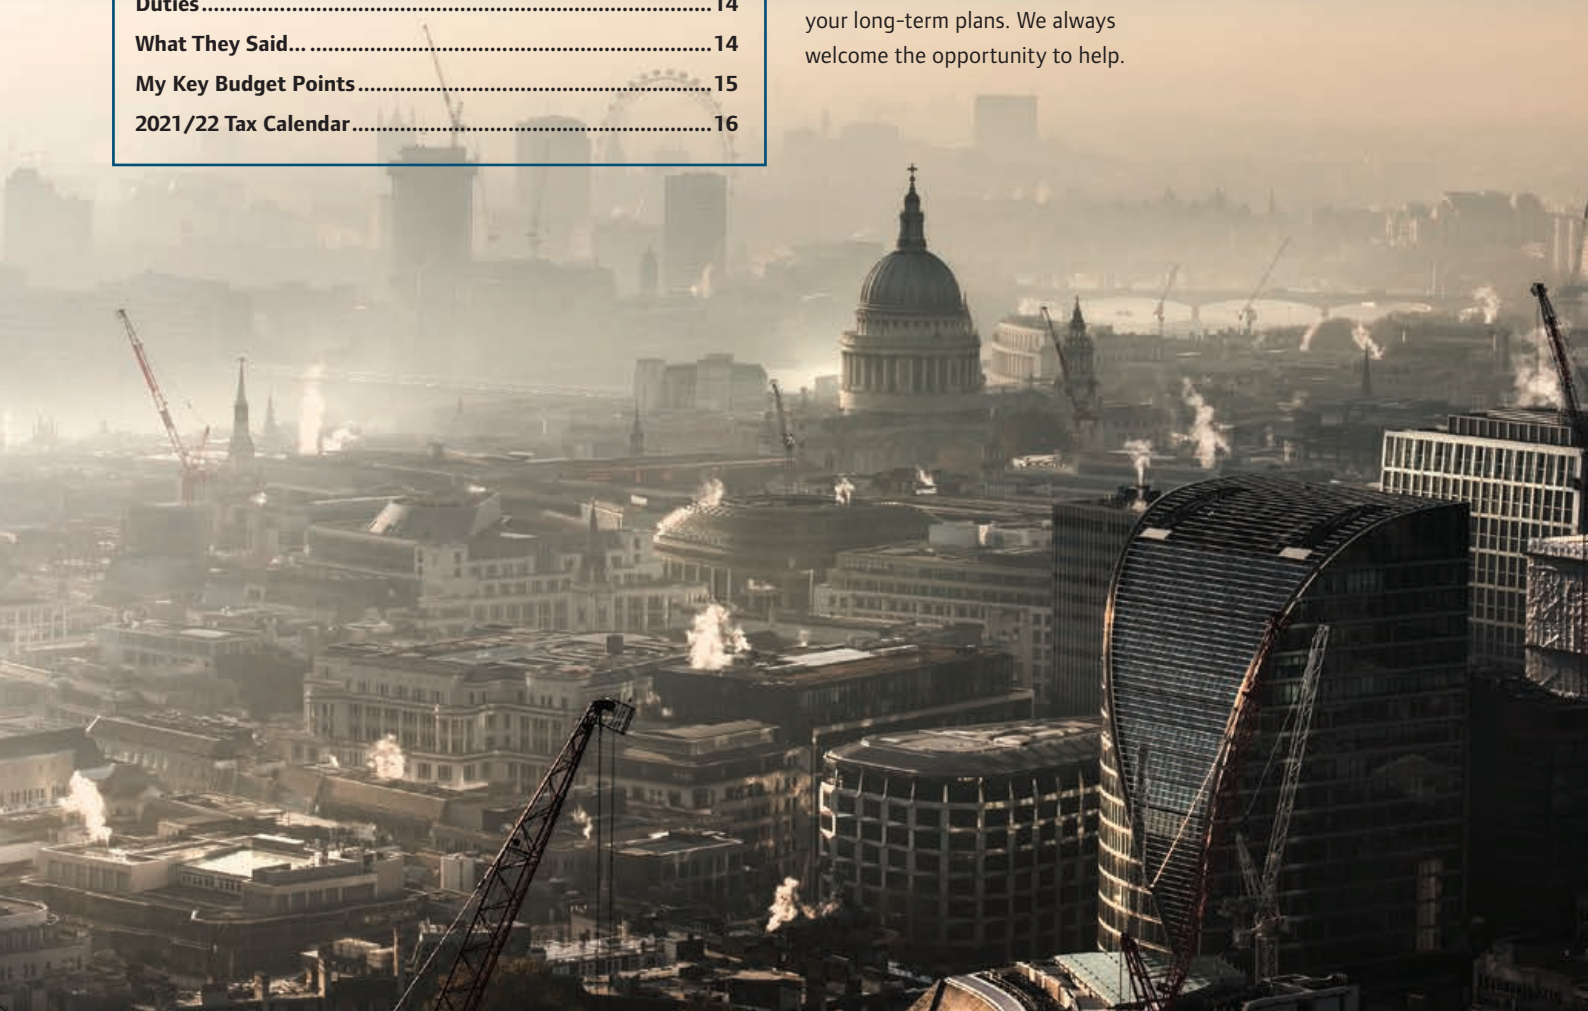 Duties 14
What They Said... 14
My Key Budget Points 15
2021/22 Tax Calendar 16
your long-term plans. We always
welcome the opportunity to help.